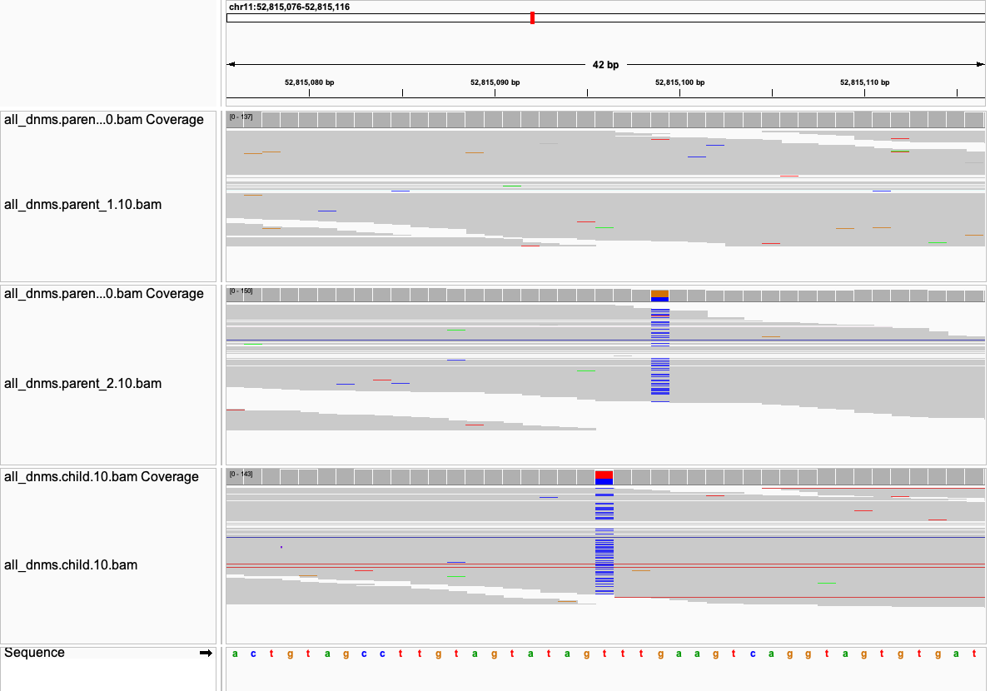 chr11:52,815,076-52,815,116
42 bp
52,815,080 bp 52,815,090 bp 52,815,100 bp 52,815,110 bp
all_dnms.paren...0.bam Coverage
[0 - 137]
all_dnms.parent_1.10.bam
all_dnms.paren...0.bam Coverage
[0 - 150]
all_dnms.parent_2.10.bam
all_dnms.child.10.bam Coverage
[0 - 143]
all_dnms.child.10.bam
Sequence
a c t g t a g c c t t g t a g t a t a g t t t g a a g t c a g g t a g t g t g a t